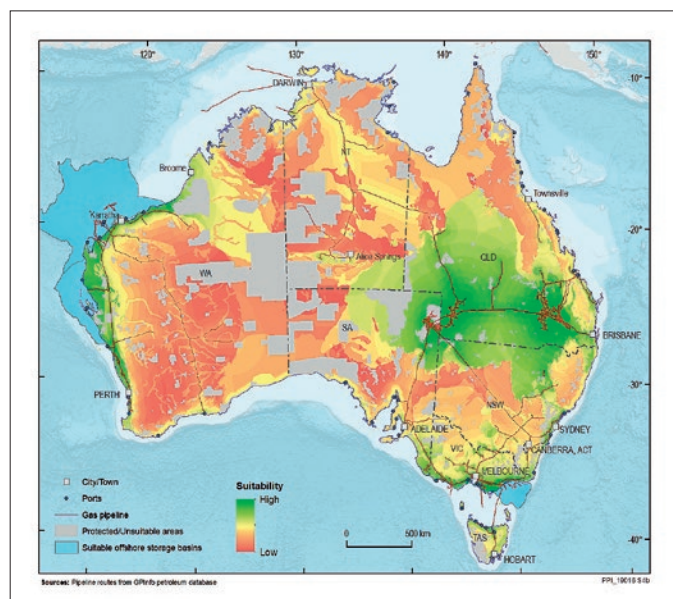 120°
130°
140°
150°
DARWIN
-10°
NT
Broome
Townsville
Karratha
-20°
Alice Springs
QLD
WA
SA
BRISBANE
-30°
PERTH
NSW
ADELAIDE
SYDNEY
CANBERRA, ACT
VIC
MELBOURNE
City/Town
Ports
Gas pipeline
Protected/Unsuitable areas
Suitable offshore storage basins
Suitability
High
Low
0
500 km
-40°
TAS
HOBART
Sources: Pipeline routes from GPinfo petroleum database